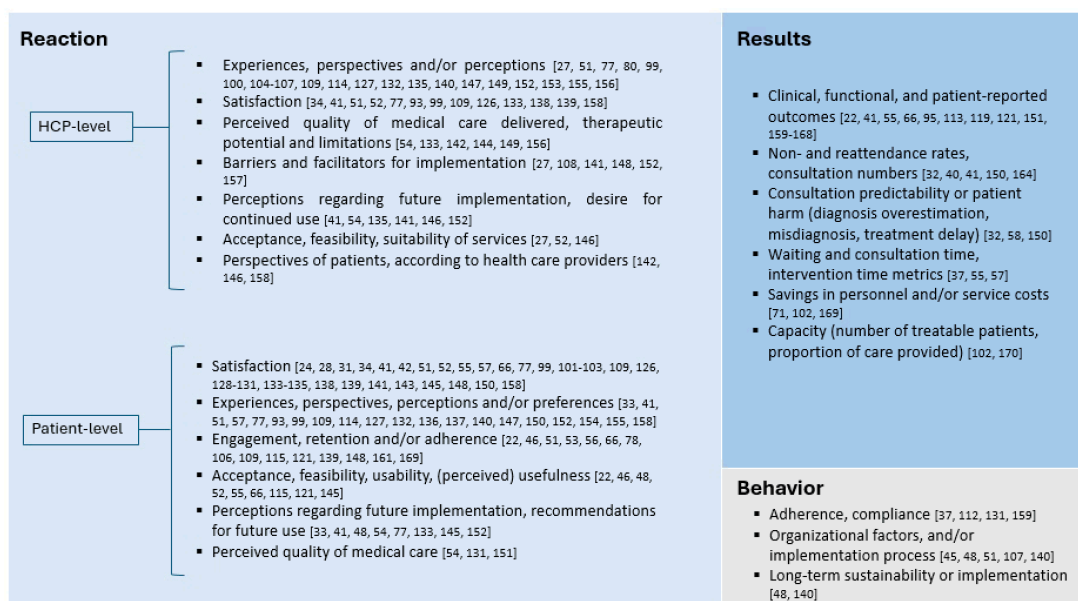 Reaction
HCP-level
▪ Experiences, perspectives and/or perceptions [27, 51, 77, 80, 99,
100, 104-107, 109, 114, 127, 132, 135, 140, 147, 149, 152, 153, 155, 156]
▪ Satisfaction [34, 41, 51, 52, 77, 93, 99, 109, 126, 133, 138, 139, 158]
▪ Perceived quality of medical care delivered, therapeutic
potential and limitations [54, 133, 142, 144, 149, 156]
▪ Barriers and facilitators for implementation [27, 108, 141, 148, 152,
157]
▪ Perceptions regarding future implementation, desire for
continued use [41, 54, 135, 141, 146, 152]
▪ Acceptance, feasibility, suitability of services [27, 52, 146]
▪ Perspectives of patients, according to health care providers [142,
146, 158]
Patient-level
▪ Satisfaction [24, 28, 31, 34, 41, 42, 51, 52, 55, 57, 66, 77, 99, 101-103, 109, 126,
128-131, 133-135, 138, 139, 141, 143, 145, 148, 150, 158]
▪ Experiences, perspectives, perceptions and/or preferences [33, 41,
51, 57, 77, 93, 99, 109, 114, 127, 132, 136, 137, 140, 147, 150, 152, 154, 155, 158]
▪ Engagement, retention and/or adherence [22, 46, 51, 53, 56, 66, 78,
106, 109, 115, 121, 139, 148, 161, 169]
▪ Acceptance, feasibility, usability, (perceived) usefulness [22, 46, 48,
52, 55, 66, 115, 121, 145]
▪ Perceptions regarding future implementation, recommendations
for future use [33, 41, 48, 54, 77, 133, 145, 152]
▪ Perceived quality of medical care [54, 131, 151]
Results
▪ Clinical, functional, and patient-reported
outcomes [22, 41, 55, 66, 95, 113, 119, 121, 151,
159-168]
▪ Non- and reattendance rates,
consultation numbers [32, 40, 41, 150, 164]
▪ Consultation predictability or patient
harm (diagnosis overestimation,
misdiagnosis, treatment delay) [32, 58, 150]
▪ Waiting and consultation time,
intervention time metrics [37, 55, 57]
▪ Savings in personnel and/or service costs
[71, 102, 169]
▪ Capacity (number of treatable patients,
proportion of care provided) [102, 170]
Behavior
▪ Adherence, compliance [37, 112, 131, 159]
▪ Organizational factors, and/or
implementation process [45, 48, 51, 107, 140]
▪ Long-term sustainability or implementation
[48, 140]